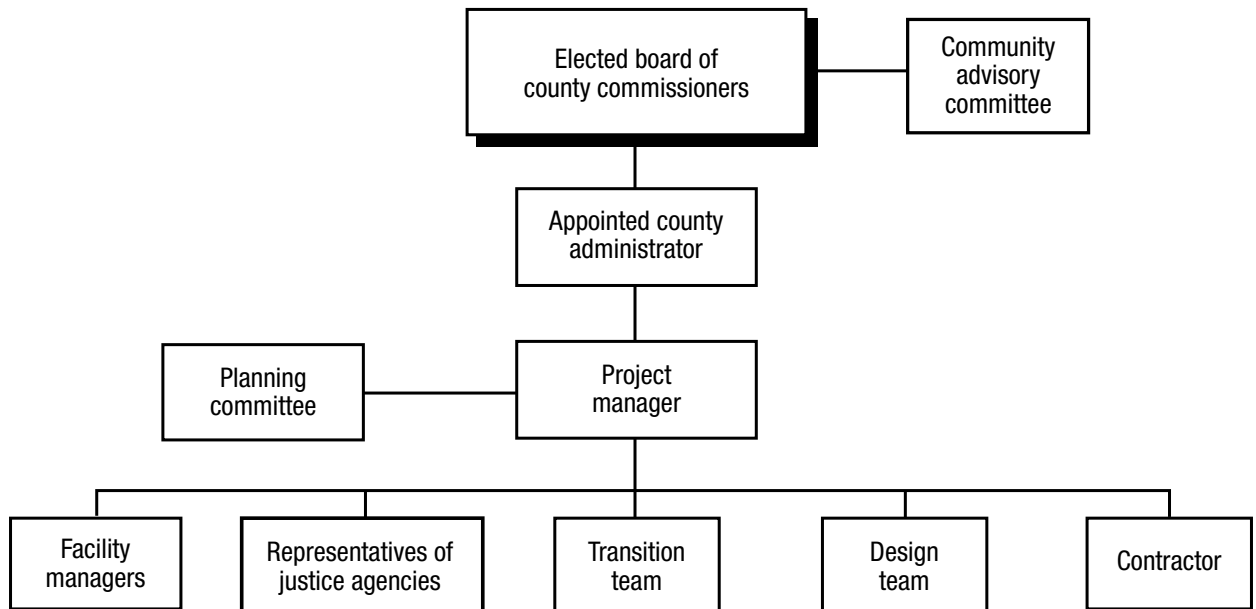 Elected board of
county commissioners
Community
advisory
committee
Appointed county
administrator
Planning
committee
Project
manager
Facility
managers
Representatives of
justice agencies
Transition
team
Design
team
Contractor